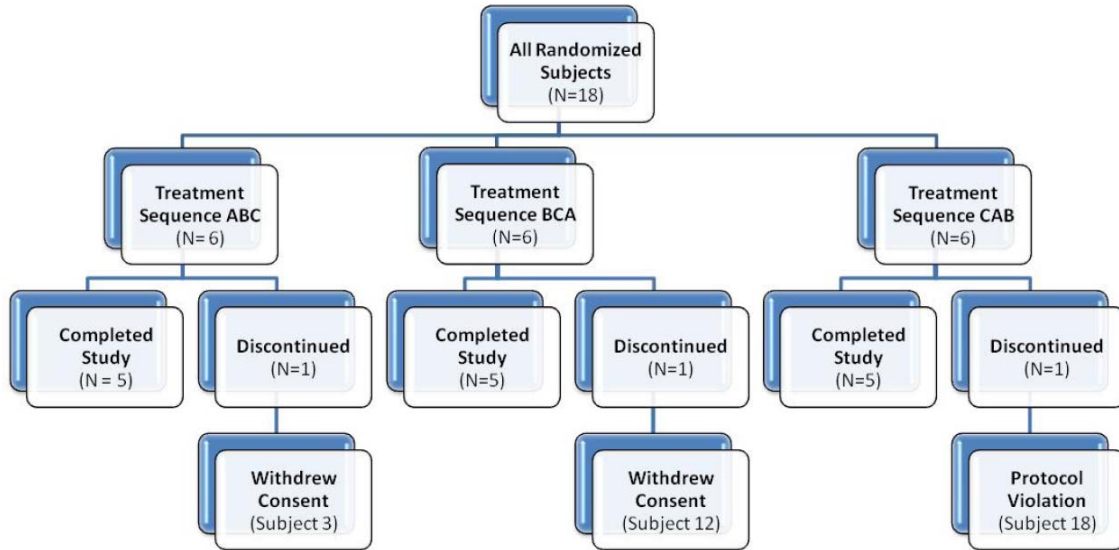 All Randomized
Subjects
(N=18)
Treatment
Sequence ABC
(N= 6)
Treatment
Sequence BCA
(N=6)
Treatment
Sequence CAB
(N=6)
Completed
Study
(N = 5)
Discontinued
(N=1)
Completed
Study
(N=5)
Discontinued
(N=1)
Completed
Study
(N=5)
Discontinued
(N=1)
Withdrew
Consent
(Subject 3)
Withdrew
Consent
(Subject 12)
Protocol
Violation
(Subject 18)